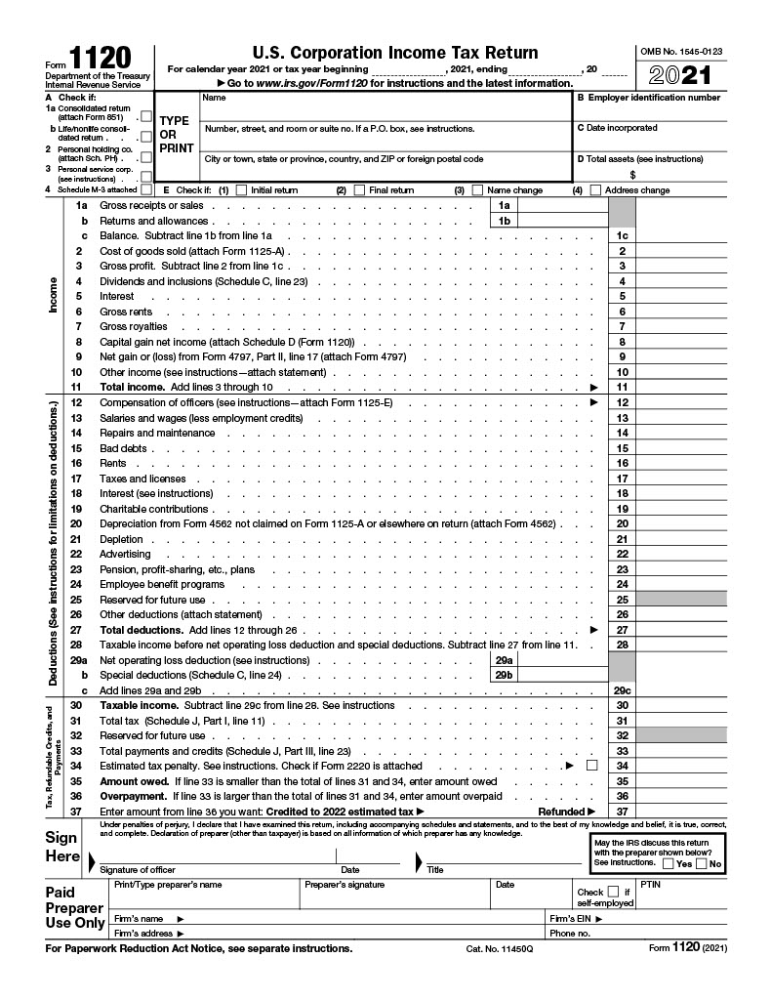 Form 1120
Department of the Treasury
Internal Revenue Service
U.S. Corporation Income Tax Return
For calendar year 2021 or tax year beginning , 2021, ending , 20
▶ Go to www.irs.gov/Form1120 for instructions and the latest information.
OMB No. 1545-0123
2021
A Check if:
1a Consolidated return
(attach Form 851) .
b Life/nonlife consoli-
dated return . . .
2 Personal holding co.
(attach Sch. PH) . .
3 Personal service corp.
(see instructions) . .
4 Schedule M-3 attached
TYPE
OR
PRINT
Name
Number, street, and room or suite no. If a P.O. box, see instructions.
City or town, state or province, country, and ZIP or foreign postal code
B Employer identification number
C Date incorporated
D Total assets (see instructions)
$
E Check if: (1) Initial return (2) Final return (3) Name change (4) Address change
Income
1a Gross receipts or sales 1a
b Returns and allowances 1b
c Balance. Subtract line 1b from line 1a 1c
2 Cost of goods sold (attach Form 1125-A) 2
3 Gross profit. Subtract line 2 from line 1c 3
4 Dividends and inclusions (Schedule C, line 23) 4
5 Interest 5
6 Gross rents 6
7 Gross royalties 7
8 Capital gain net income (attach Schedule D (Form 1120)) 8
9 Net gain or (loss) from Form 4797, Part II, line 17 (attach Form 4797) 9
10 Other income (see instructions—attach statement) 10
11 Total income. Add lines 3 through 10 ▶ 11
Deductions (See instructions for limitations on deductions.)
12 Compensation of officers (see instructions—attach Form 1125-E) ▶ 12
13 Salaries and wages (less employment credits) 13
14 Repairs and maintenance 14
15 Bad debts 15
16 Rents 16
17 Taxes and licenses 17
18 Interest (see instructions) 18
19 Charitable contributions 19
20 Depreciation from Form 4562 not claimed on Form 1125-A or elsewhere on return (attach Form 4562) 20
21 Depletion 21
22 Advertising 22
23 Pension, profit-sharing, etc., plans 23
24 Employee benefit programs 24
25 Reserved for future use 25
26 Other deductions (attach statement) 26
27 Total deductions. Add lines 12 through 26 ▶ 27
28 Taxable income before net operating loss deduction and special deductions. Subtract line 27 from line 11. 28
29a Net operating loss deduction (see instructions) 29a
b Special deductions (Schedule C, line 24) 29b
c Add lines 29a and 29b 29c
Tax, Refundable Credits, and
Payments
30 Taxable income. Subtract line 29c from line 28. See instructions 30
31 Total tax (Schedule J, Part I, line 11) 31
32 Reserved for future use 32
33 Total payments and credits (Schedule J, Part III, line 23) 33
34 Estimated tax penalty. See instructions. Check if Form 2220 is attached ▶ 34
35 Amount owed. If line 33 is smaller than the total of lines 31 and 34, enter amount owed 35
36 Overpayment. If line 33 is larger than the total of lines 31 and 34, enter amount overpaid 36
37 Enter amount from line 36 you want: Credited to 2022 estimated tax ▶ Refunded ▶ 37
Sign
Here
Under penalties of perjury, I declare that I have examined this return, including accompanying schedules and statements, and to the best of my knowledge and belief, it is true, correct,
and complete. Declaration of preparer (other than taxpayer) is based on all information of which preparer has any knowledge.
Signature of officer Date Title
May the IRS discuss this return
with the preparer shown below?
See instructions. Yes No
Paid
Preparer
Use Only
Print/Type preparer's name Preparer's signature Date
Check if
self-employed
PTIN
Firm's name ▶ Firm's EIN ▶
Firm's address ▶ Phone no.
For Paperwork Reduction Act Notice, see separate instructions. Cat. No. 11450Q Form 1120 (2021)